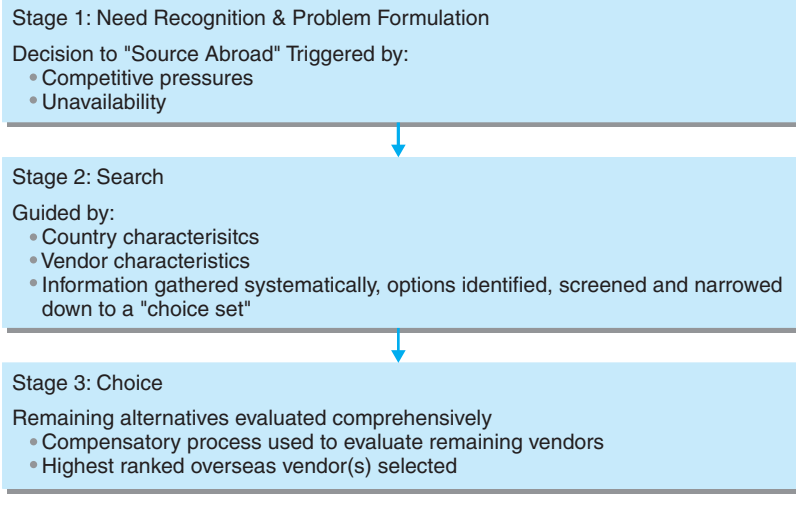 Stage 1: Need Recognition & Problem Formulation
Decision to "Source Abroad" Triggered by:
• Competitive pressures
• Unavailability
Stage 2: Search
Guided by:
• Country characterisitcs
• Vendor characteristics
• Information gathered systematically, options identified, screened and narrowed
down to a "choice set"
Stage 3: Choice
Remaining alternatives evaluated comprehensively
• Compensatory process used to evaluate remaining vendors
• Highest ranked overseas vendor(s) selected